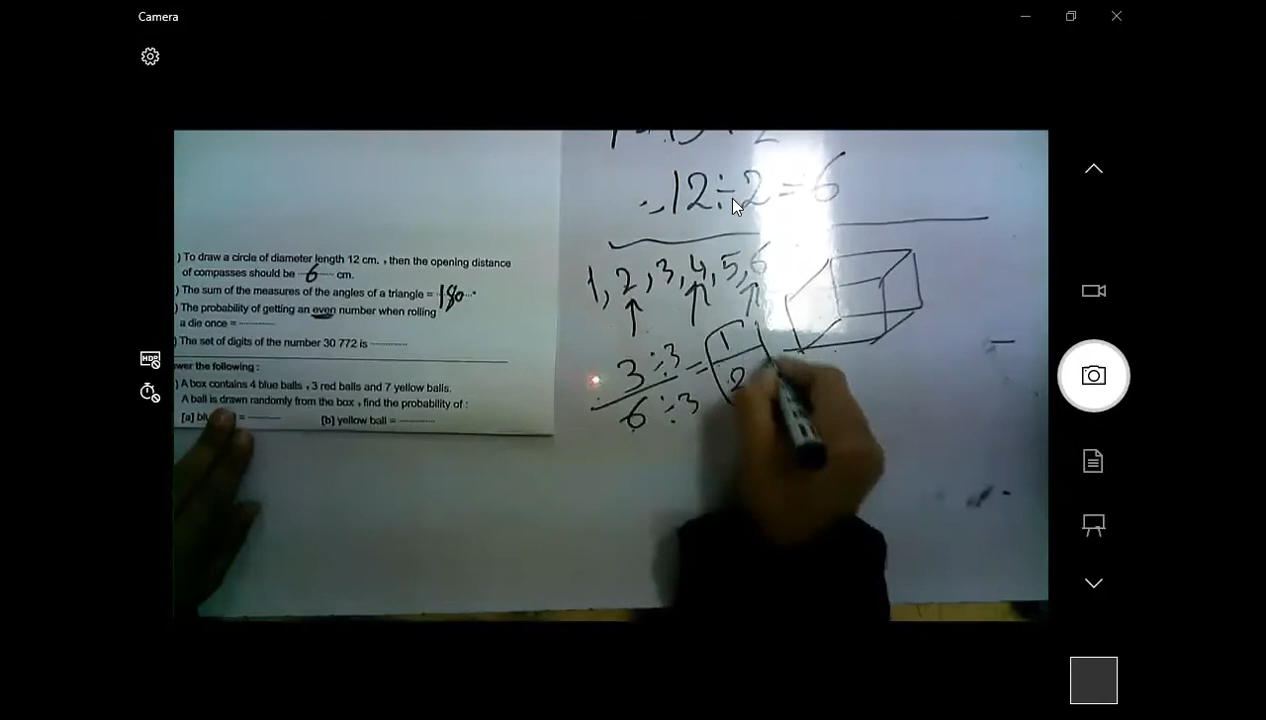 Camera
) To draw a circle of diameter length 12 cm. , then the opening distance
of compasses should be 6 cm.
) The sum of the measures of the angles of a triangle = 180
) The probability of getting an even number when rolling
a die once =
) The set of digits of the number 30 772 is
wer the following :
) A box contains 4 blue balls , 3 red balls and 7 yellow balls.
A ball is drawn randomly from the box , find the probability of :
[a] blu = [b] yellow ball =
12 ÷ 2 = 6
1, 2, 3, 4, 5, 6
3 ÷ 3 = 1
6 ÷ 3 2